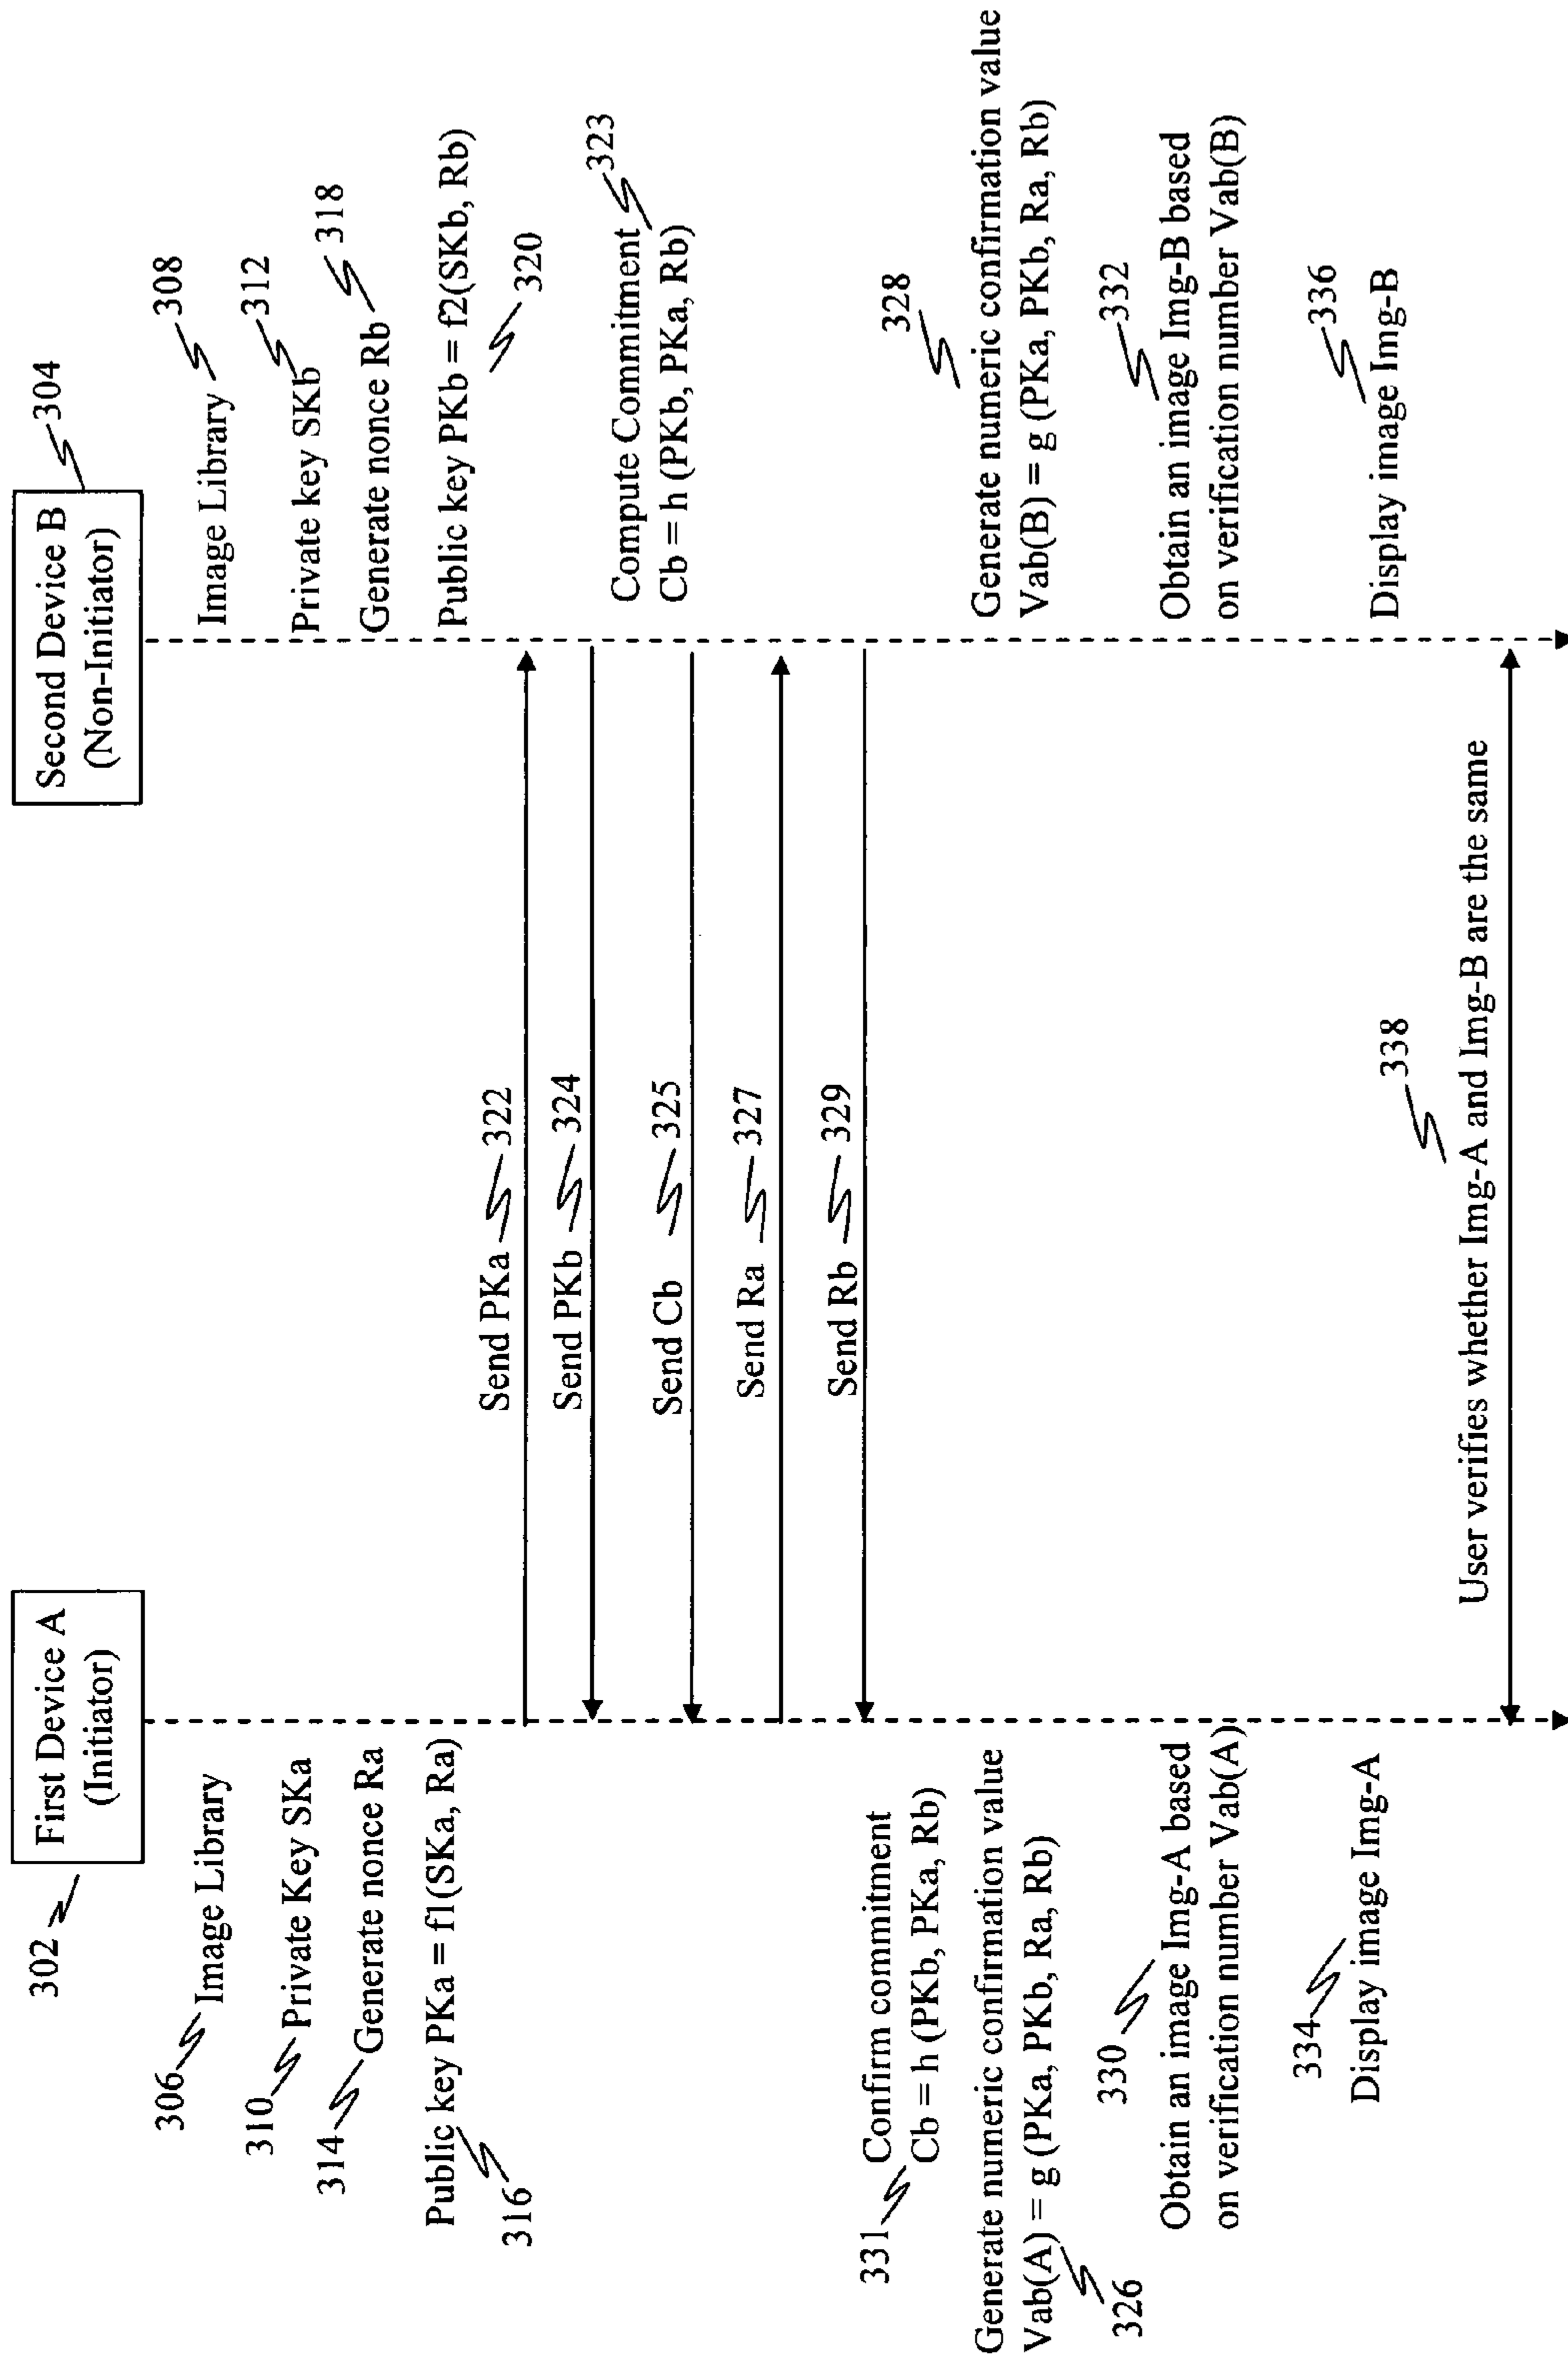 302
First Device A
(Initiator)
Second Device B
(Non-Initiator)
304
306
Image Library
Image Library
308
310
Private Key SKa
Private key SKb
312
314
Generate nonce Ra
Generate nonce Rb
318
Public key PKa = f1(SKa, Ra)
316
Public key PKb = f2(SKb, Rb)
320
Send PKa
322
Send PKb
324
Compute Commitment
Cb = h (PKb, PKa, Rb)
323
Send Cb
325
Send Ra
327
Send Rb
329
331
Confirm commitment
Cb = h (PKb, PKa, Rb)
Generate numeric confirmation value
Vab(A) = g (PKa, PKb, Ra, Rb)
326
328
Generate numeric confirmation value
Vab(B) = g (PKa, PKb, Ra, Rb)
330
Obtain an image Img-A based
on verification number Vab(A)
332
Obtain an image Img-B based
on verification number Vab(B)
334
Display image Img-A
336
Display image Img-B
338
User verifies whether Img-A and Img-B are the same